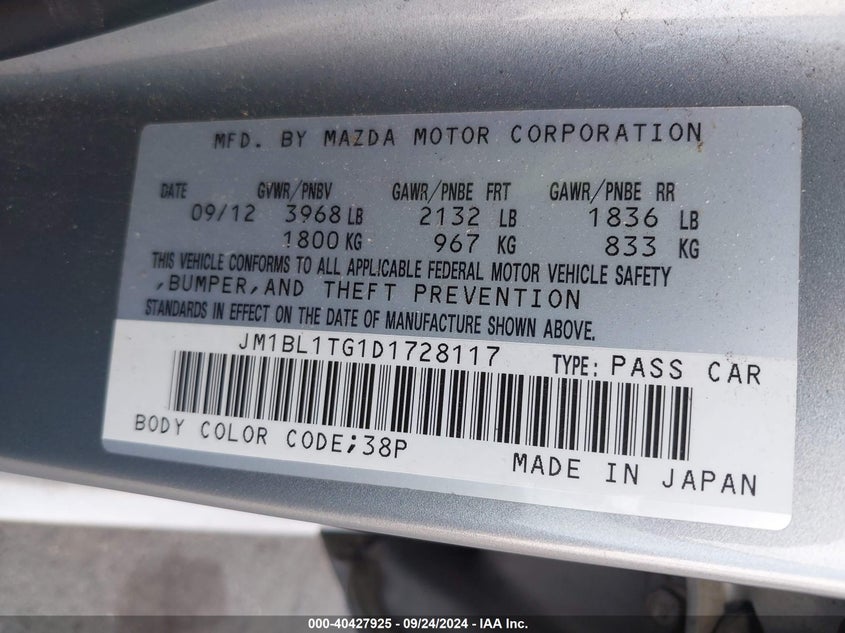 MFD. BY MAZDA MOTOR CORPORATION
DATE GVWR/PNBV GAWR/PNBE FRT GAWR/PNBE RR
09/12 3968 LB 2132 LB 1836 LB
1800 KG 967 KG 833 KG
THIS VEHICLE CONFORMS TO ALL APPLICABLE FEDERAL MOTOR VEHICLE SAFETY
,BUMPER,AND THEFT PREVENTION
STANDARDS IN EFFECT ON THE DATE OF MANUFACTURE SHOWN ABOVE.
JM1BL1TG1D1728117 TYPE: PASS CAR
BODY COLOR CODE;38P
MADE IN JAPAN
000-40427925 / 09/24/2024 - IAA Inc.